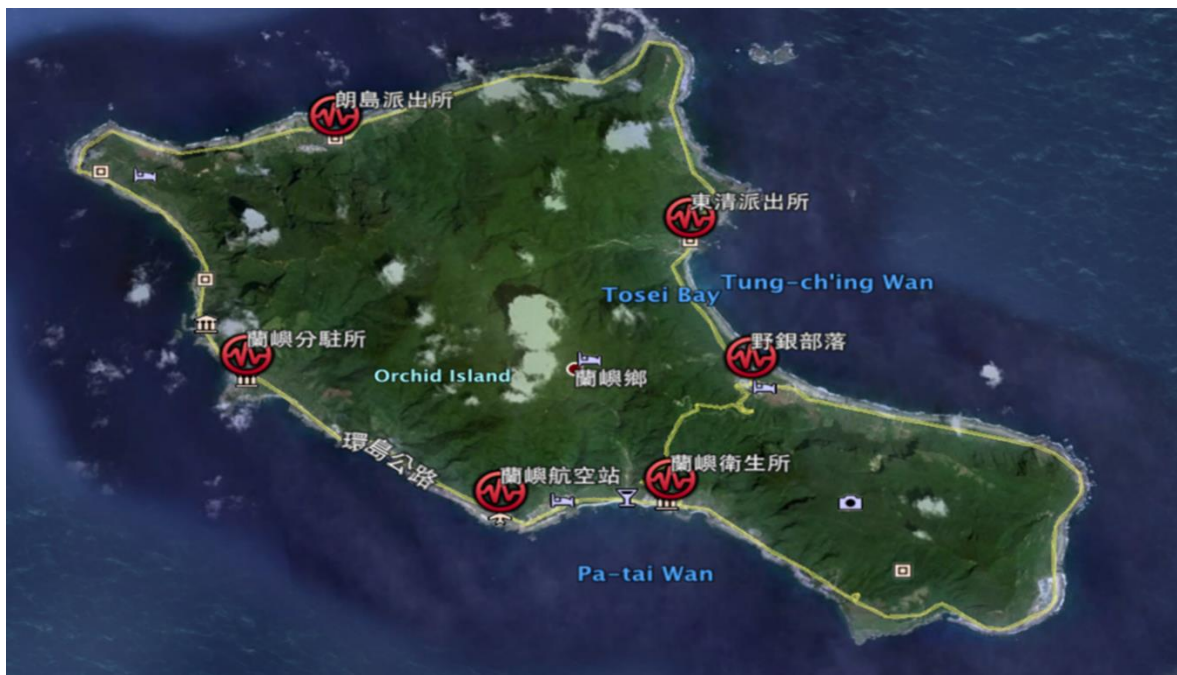 朗島派出所
東清派出所
Tung-ch'ing Wan
Tosei Bay
蘭嶼分駐所
野銀部落
Orchid Island
蘭嶼鄉
環島公路
蘭嶼航空站
蘭嶼衛生所
Pa-tai Wan